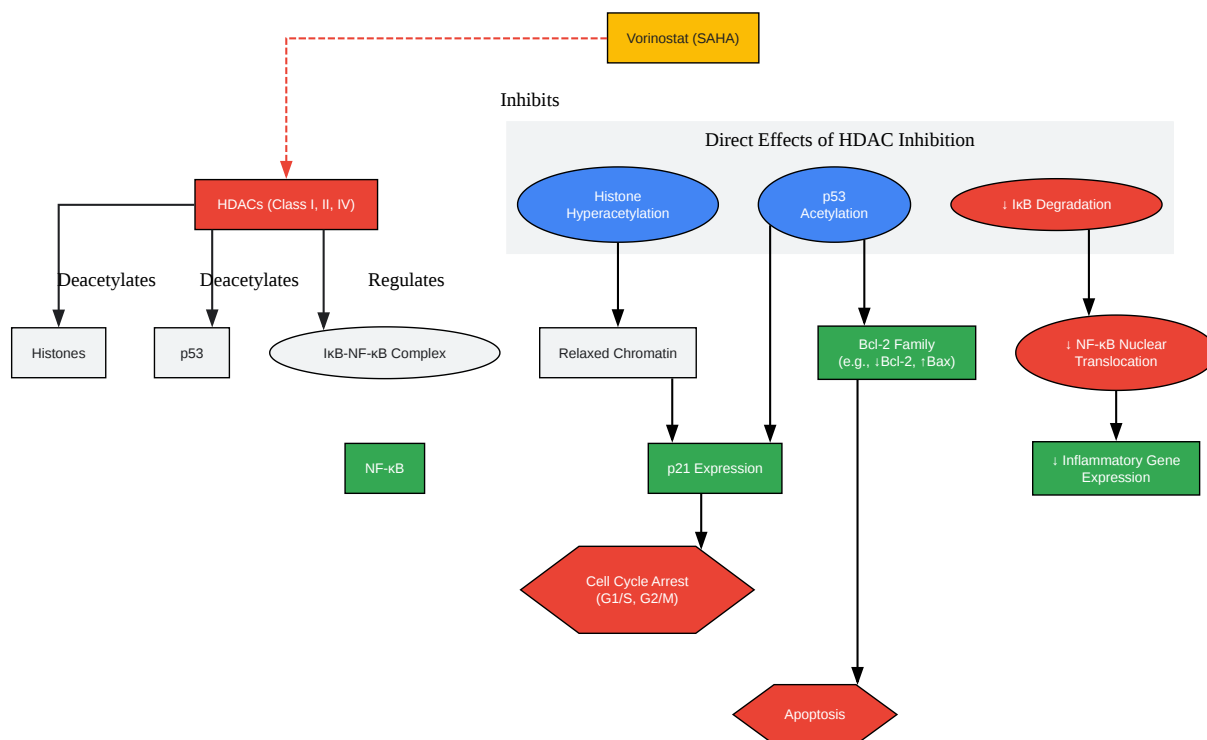 Vorinostat (SAHA)
Inhibits
Direct Effects of HDAC Inhibition
HDACs (Class I, II, IV)
Histone
Hyperacetylation
p53
Acetylation
↓ IκB Degradation
Deacetylates
Deacetylates
Regulates
Histones
p53
IκB-NF-κB Complex
Relaxed Chromatin
Bcl-2 Family
(e.g., ↓Bcl-2, ↑Bax)
↓ NF-κB Nuclear
Translocation
NF-κB
p21 Expression
↓ Inflammatory Gene
Expression
Cell Cycle Arrest
(G1/S, G2/M)
Apoptosis